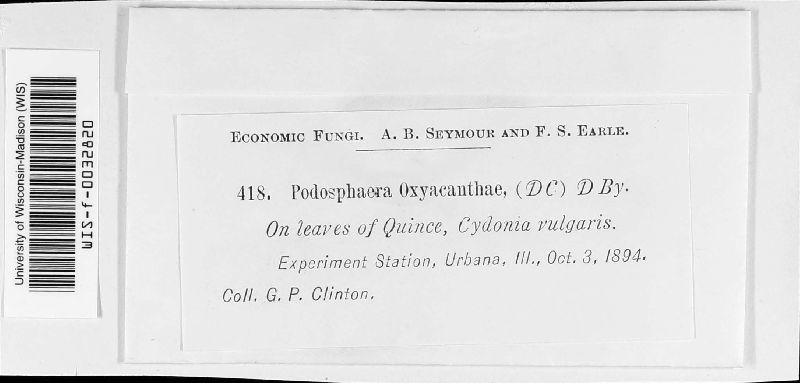 ECONOMIC FUNGI. A. B. SEYMOUR AND F. S. EARLE.
418. Podosphaera Oxyacanthae, (DC) D By.
On leaves of Quince, Cydonia vulgaris.
Experiment Station, Urbana, Ill., Oct. 3, 1894.
Coll. G. P. Clinton.
University of Wisconsin-Madison (WIS)
WIS-f-0032820